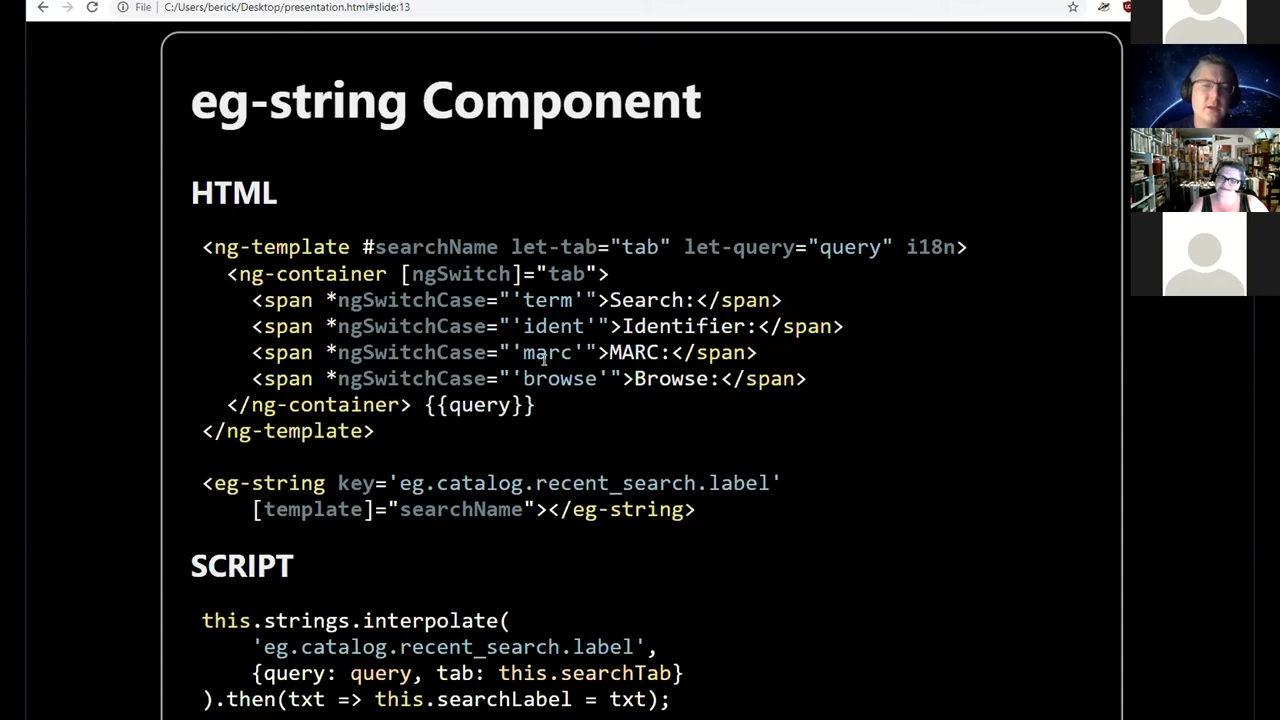 File
C:/Users/berick/Desktop/presentation.html#slide:13
eg-string Component
HTML
<ng-template #searchName let-tab="tab" let-query="query" i18n>
<ng-container [ngSwitch]="tab">
<span *ngSwitchCase="'term'">Search:</span>
<span *ngSwitchCase="'ident'">Identifier:</span>
<span *ngSwitchCase="'marc'">MARC:</span>
<span *ngSwitchCase="'browse'">Browse:</span>
</ng-container> {{query}}
</ng-template>
<eg-string key='eg.catalog.recent_search.label'
[template]="searchName"></eg-string>
SCRIPT
this.strings.interpolate(
'eg.catalog.recent_search.label',
{query: query, tab: this.searchTab}
).then(txt => this.searchLabel = txt);